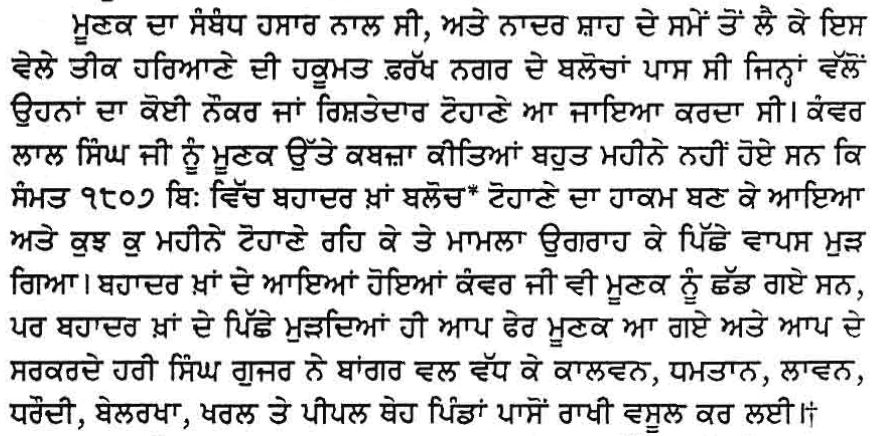 ਮੂਣਕ ਦਾ ਸੰਬੰਧ ਹਸਾਰ ਨਾਲ ਸੀ, ਅਤੇ ਨਾਦਰ ਸ਼ਾਹ ਦੇ ਸਮੇਂ ਤੋਂ ਲੈ ਕੇ ਇਸ
ਵੇਲੇ ਤੀਕ ਹਰਿਆਣੇ ਦੀ ਹਕੂਮਤ ਫ਼ਰੱਖ ਨਗਰ ਦੇ ਬਲੋਚਾਂ ਪਾਸ ਸੀ ਜਿਨ੍ਹਾਂ ਵੱਲੋਂ
ਉਹਨਾਂ ਦਾ ਕੋਈ ਨੌਕਰ ਜਾਂ ਰਿਸ਼ਤੇਦਾਰ ਟੋਹਾਣੇ ਆ ਜਾਇਆ ਕਰਦਾ ਸੀ। ਕੰਵਰ
ਲਾਲ ਸਿੰਘ ਜੀ ਨੂੰ ਮੂਣਕ ਉੱਤੇ ਕਬਜ਼ਾ ਕੀਤਿਆਂ ਬਹੁਤ ਮਹੀਨੇ ਨਹੀਂ ਹੋਏ ਸਨ ਕਿ
ਸੰਮਤ ੧੮੦੭ ਬਿਃ ਵਿੱਚ ਬਹਾਦਰ ਖ਼ਾਂ ਬਲੋਚ* ਟੋਹਾਣੇ ਦਾ ਹਾਕਮ ਬਣ ਕੇ ਆਇਆ
ਅਤੇ ਕੁਝ ਕੁ ਮਹੀਨੇ ਟੋਹਾਣੇ ਰਹਿ ਕੇ ਤੇ ਮਾਮਲਾ ਉਗਰਾਹ ਕੇ ਪਿੱਛੇ ਵਾਪਸ ਮੁੜ
ਗਿਆ। ਬਹਾਦਰ ਖ਼ਾਂ ਦੇ ਆਇਆਂ ਹੋਇਆਂ ਕੰਵਰ ਜੀ ਵੀ ਮੂਣਕ ਨੂੰ ਛੱਡ ਗਏ ਸਨ,
ਪਰ ਬਹਾਦਰ ਖ਼ਾਂ ਦੇ ਪਿੱਛੇ ਮੁੜਦਿਆਂ ਹੀ ਆਪ ਫੇਰ ਮੂਣਕ ਆ ਗਏ ਅਤੇ ਆਪ ਦੇ
ਸਰਕਰਦੇ ਹਰੀ ਸਿੰਘ ਗੁਜਰ ਨੇ ਬਾਂਗਰ ਵਲ ਵੱਧ ਕੇ ਕਾਲਵਨ, ਧਮਤਾਨ, ਲਾਵਨ,
ਧਰੌਦੀ, ਬੇਲਰਖਾ, ਖਰਲ ਤੇ ਪੀਪਲ ਥੇਹ ਪਿੰਡਾਂ ਪਾਸੋਂ ਰਾਖੀ ਵਸੂਲ ਕਰ ਲਈ।†